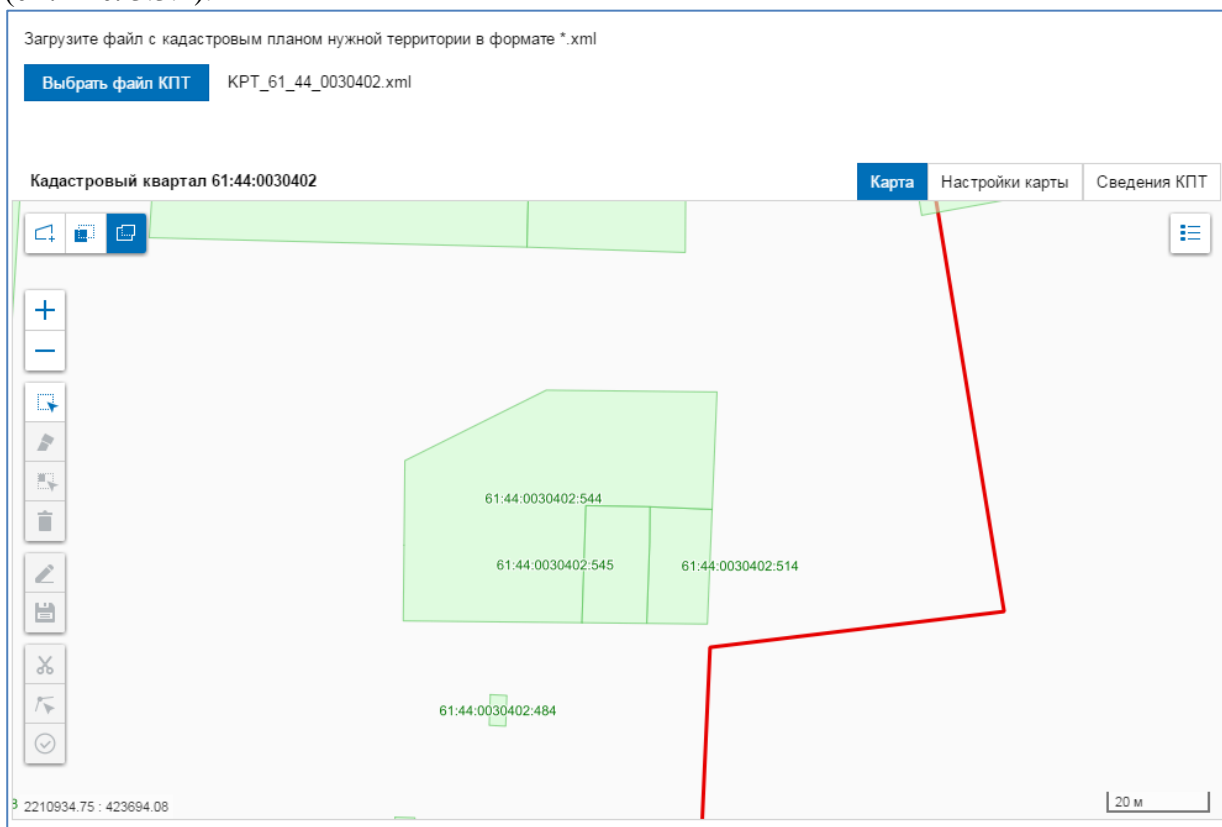 Загрузите файл с кадастровым планом нужной территории в формате *.xml
Выбрать файл КПТ KPT_61_44_0030402.xml
Кадастровый квартал 61:44:0030402
Карта Настройки карты Сведения КПТ
61:44:0030402:544
61:44:0030402:545 61:44:0030402:514
61:44:0030402:484
2210934.75 : 423694.08
20 м